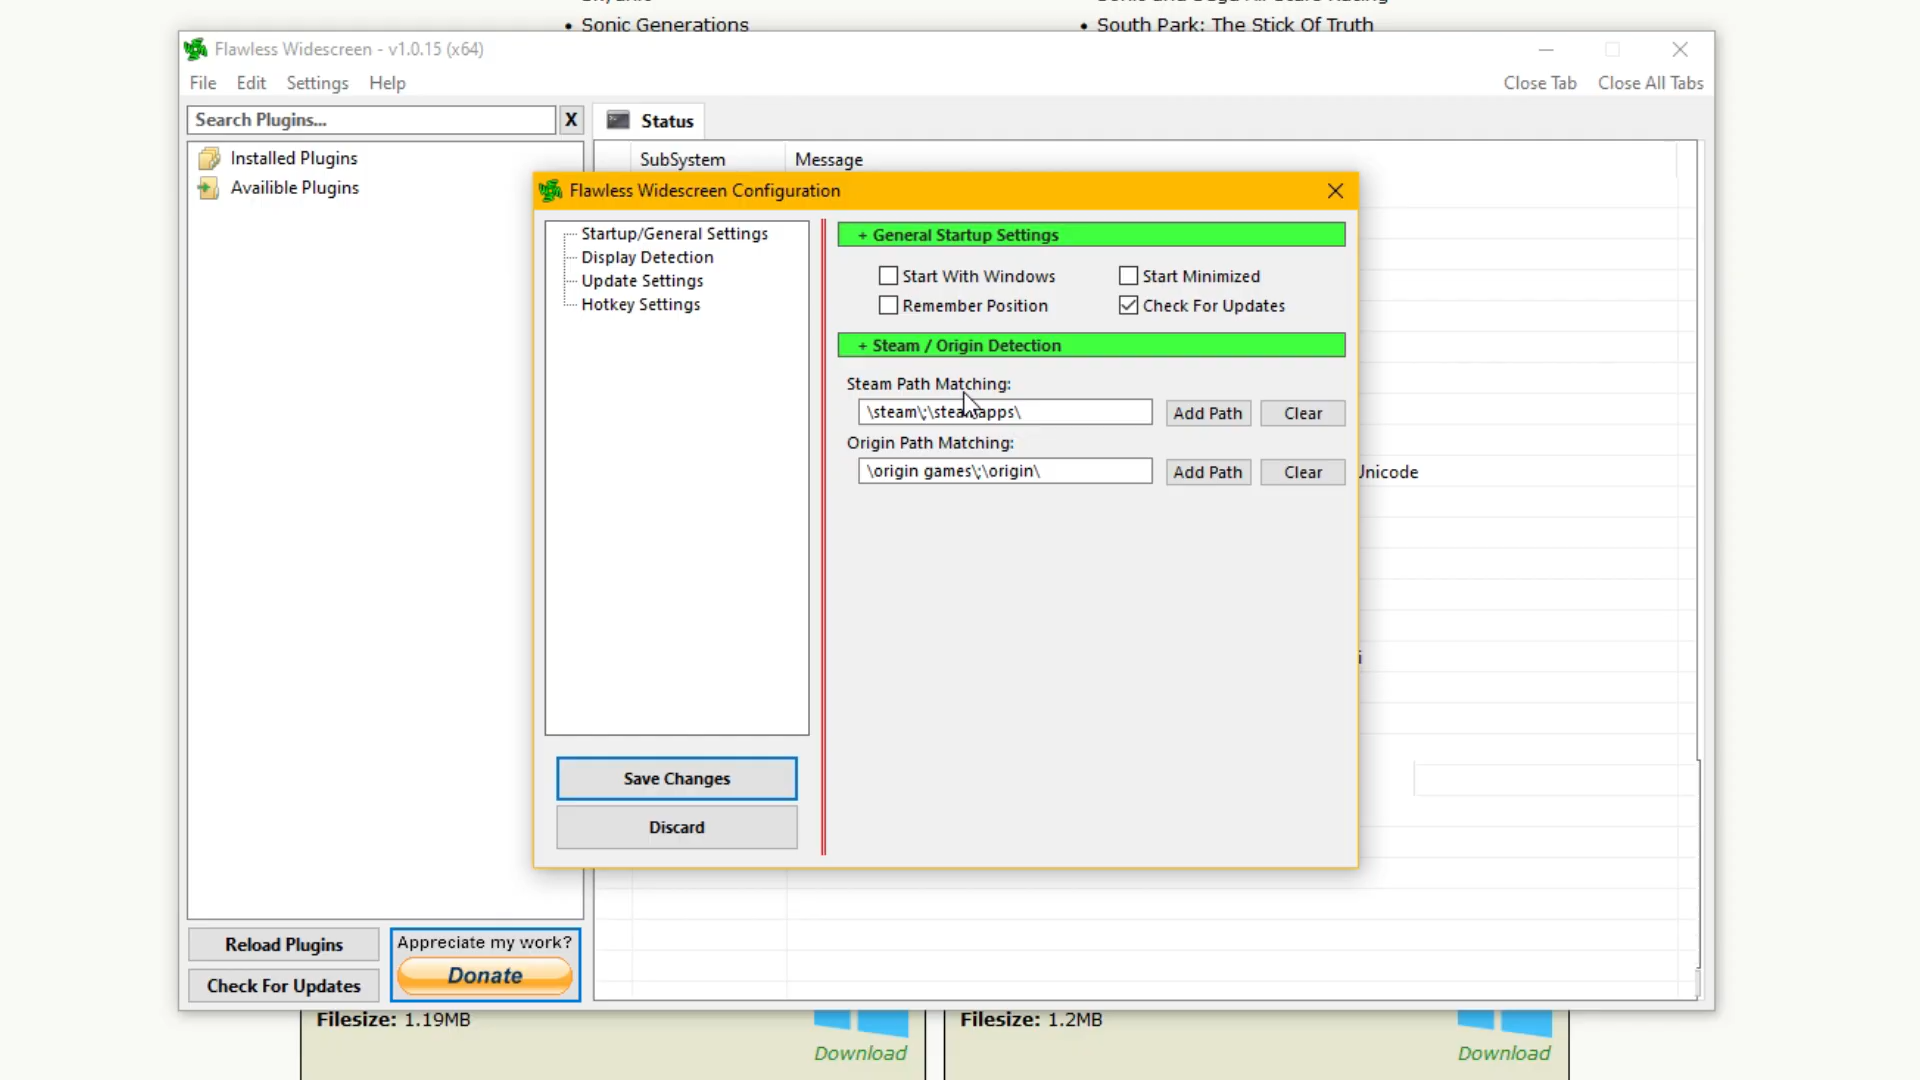 Sonic Generations
South Park: The Stick Of Truth
Flawless Widescreen - v1.0.15 (x64)
File Edit Settings Help Close Tab Close All Tabs
Search Plugins... X
Status
Installed Plugins
Availible Plugins
SubSystem Message
Flawless Widescreen Configuration
Startup/General Settings
Display Detection
Update Settings
Hotkey Settings
+ General Startup Settings
Start With Windows Start Minimized
Remember Position Check For Updates
+ Steam / Origin Detection
Steam Path Matching:
Add Path Clear
Origin Path Matching:
\origin games\;\origin\ Add Path Clear
Save Changes
Discard
Reload Plugins
Check For Updates
Appreciate my work?
Donate
Filesize: 1.19MB
Download
Filesize: 1.2MB
Download